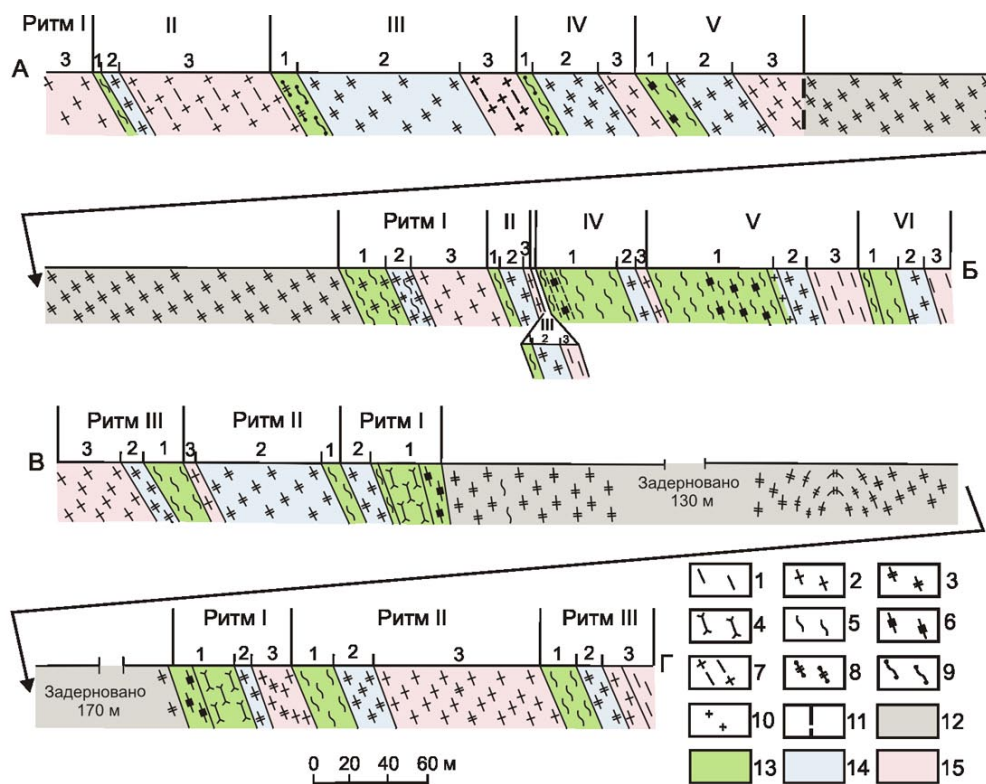 Ритм I II III IV V
3 1 2 3 1 2 3 1 2 3 1 2 3
А
Ритм I II I IV V VI
1 2 3 1 2 3 1 2 3 1 2 3 1 2 3
Б
III
2 3
Ритм III Ритм II Ритм I
3 2 1 3 2 1 2 1
В
Задерновано
130 м
1 2 3
4 5 6
Ритм I Ритм II Ритм III
1 2 3 1 2 3 1 2 3
Г
7 8 9
Задерновано
170 м
10 11 12
0 20 40 60 м
13 14 15